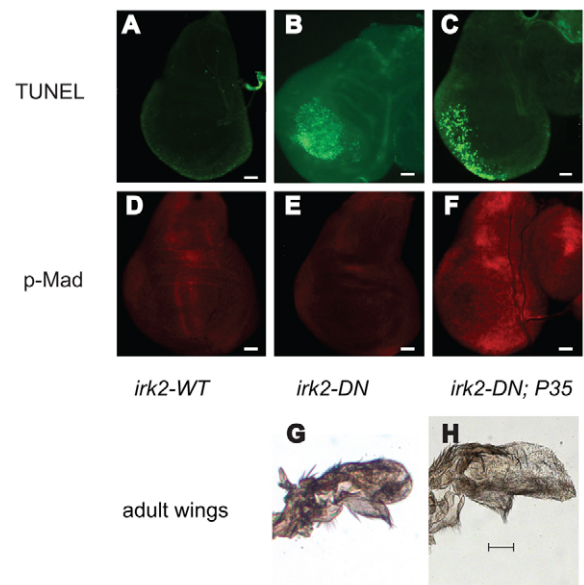 A B C
TUNEL
D E F
p-Mad
irk2-WT irk2-DN irk2-DN; P35
G H
adult wings